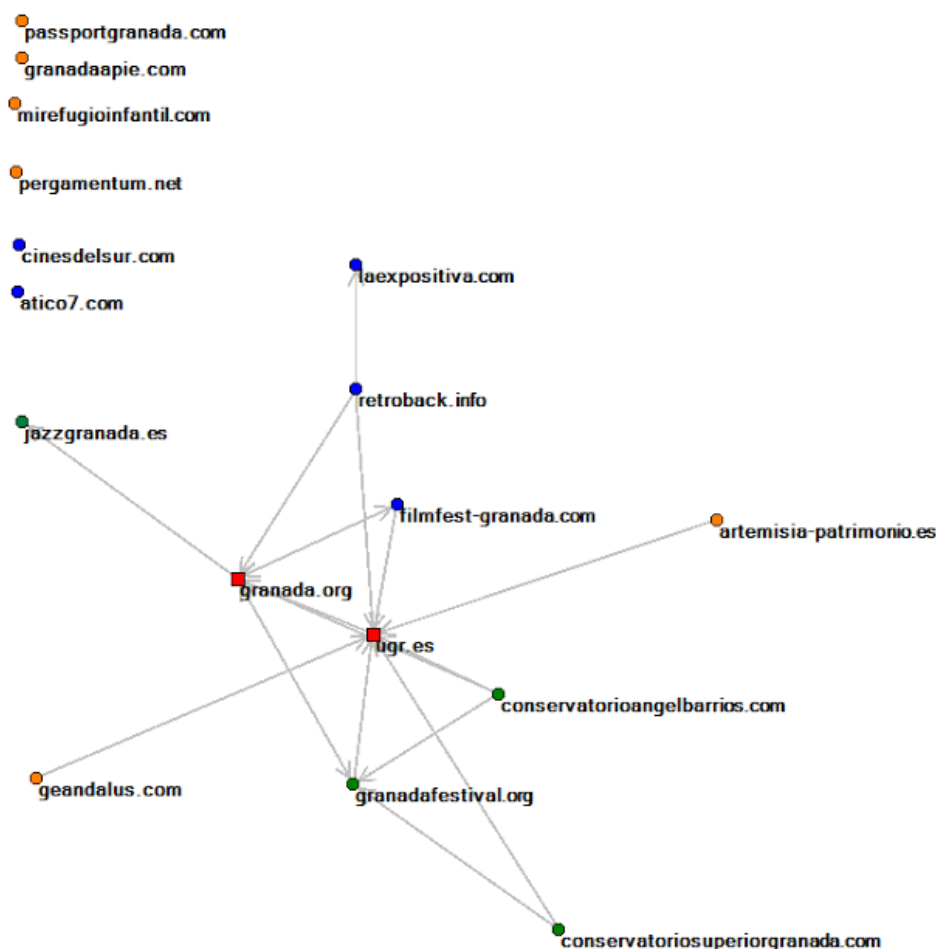 passportgranada.com
granadaapie.com
mirefugioinfantil.com
pergamentum.net
cinesdelsur.com
laexpositiva.com
atico7.com
retroback.info
jazzgranada.es
filmfest-granada.com
artemisia-patrimonio.es
granada.org
ugr.es
conservatorioangelbarrios.com
geandalus.com
granadafestival.org
conservatoriosuperiorgranada.com